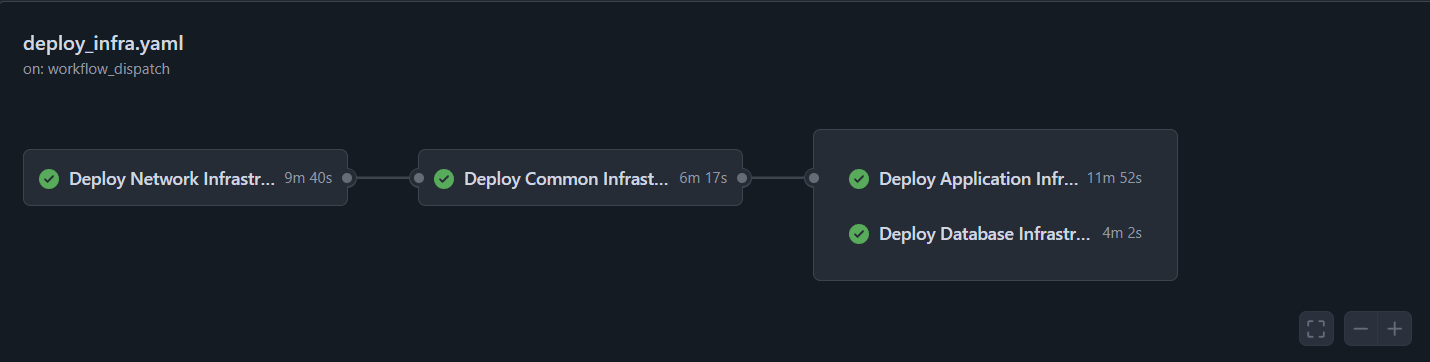 deploy_infra.yaml
on: workflow_dispatch
Deploy Network Infrastr... 9m 40s
Deploy Common Infrast... 6m 17s
Deploy Application Infr... 11m 52s
Deploy Database Infrastr... 4m 2s